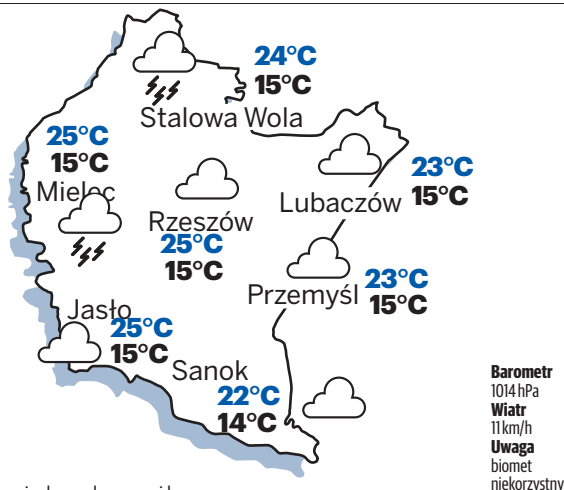 24°C
15°C
Stalowa Wola
25°C
15°C
Mielec
23°C
15°C
Lubaczów
Rzeszów
25°C
15°C
23°C
15°C
Przemyśl
Jasło
25°C
15°C
Sanok
22°C
14°C
Barometr
1014 hPa
Wiatr
11 km/h
Uwaga
biomet
niekorzystny